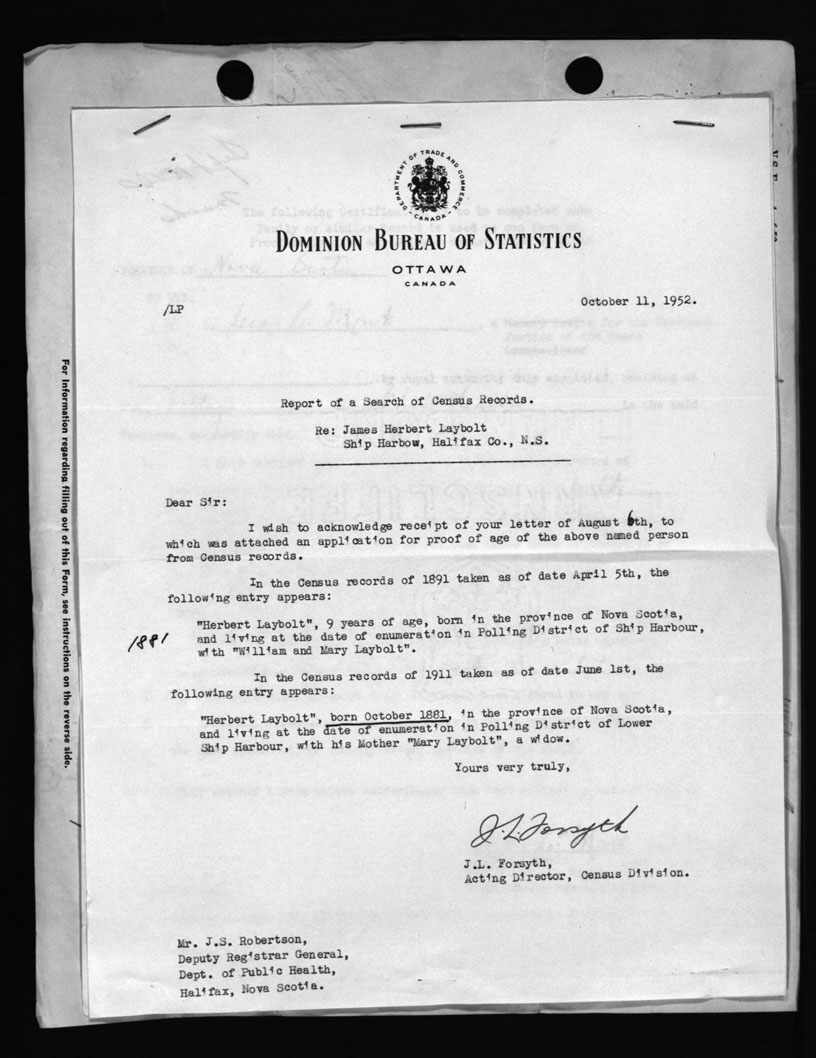 DEPARTMENT OF TRADE AND COMMERCE
CANADA
DOMINION BUREAU OF STATISTICS
OTTAWA
CANADA
October 11, 1952.
/LP
Report of a Search of Census Records.
Re: James Herbert Laybolt
Ship Harbow, Halifax Co., N.S.
Dear Sir:
I wish to acknowledge receipt of your letter of August 6th, to
which was attached an application for proof of age of the above named person
from Census records.
In the Census records of 1891 taken as of date April 5th, the
following entry appears:
"Herbert Laybolt", 9 years of age, born in the province of Nova Scotia,
and living at the date of enumeration in Polling District of Ship Harbour,
with "William and Mary Laybolt".
1881
In the Census records of 1911 taken as of date June 1st, the
following entry appears:
"Herbert Laybolt", born October 1881, in the province of Nova Scotia,
and living at the date of enumeration in Polling District of Lower
Ship Harbour, with his Mother "Mary Laybolt", a widow.
Yours very truly,
J.L. Forsyth
J.L. Forsyth,
Acting Director, Census Division.
Mr. J.S. Robertson,
Deputy Registrar General,
Dept. of Public Health,
Halifax, Nova Scotia.
For information regarding filling out of this Form, see instructions on the reverse side.